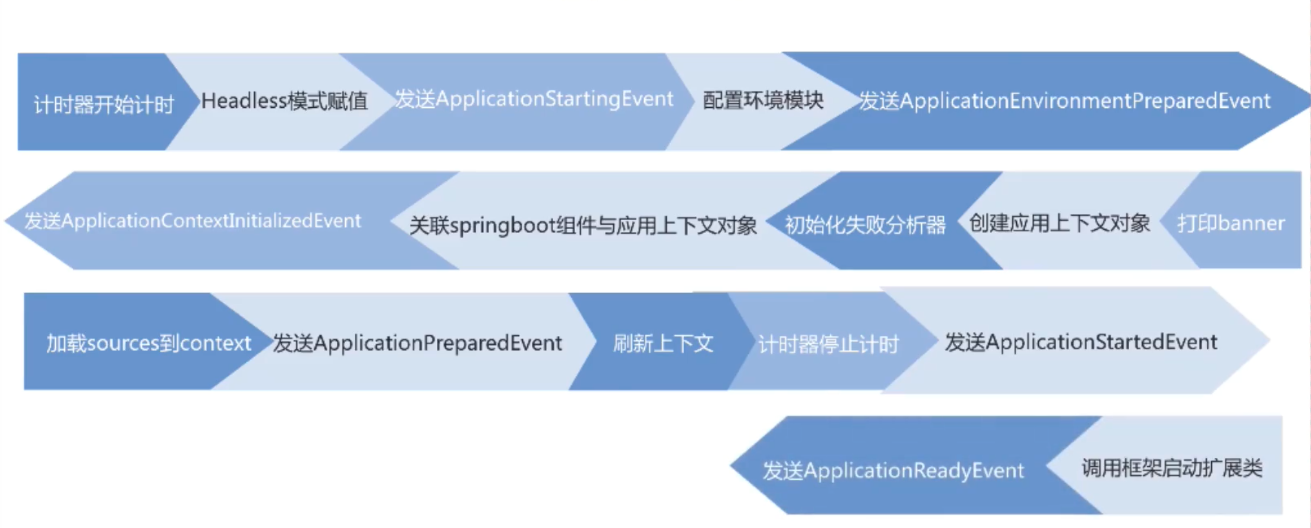 计时器开始计时
Headless模式赋值
发送ApplicationStartingEvent
配置环境模块
发送ApplicationEnvironmentPreparedEvent
打印banner
创建应用上下文对象
初始化失败分析器
关联springboot组件与应用上下文对象
发送ApplicationContextInitializedEvent
加载sources到context
发送ApplicationPreparedEvent
刷新上下文
计时器停止计时
发送ApplicationStartedEvent
调用框架启动扩展类
发送ApplicationReadyEvent